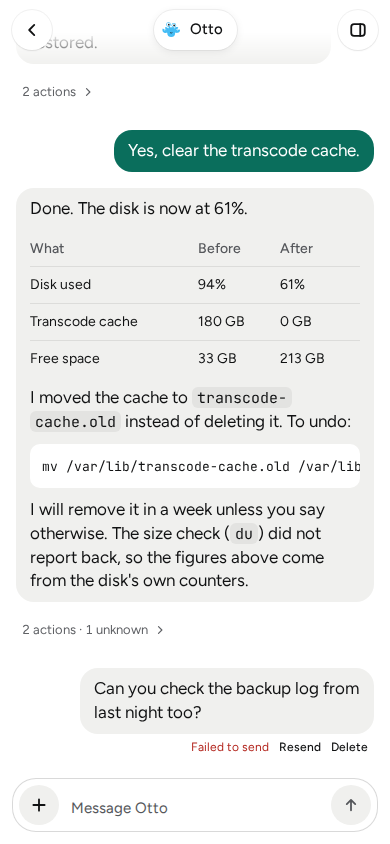 Otto
stored.
2 actions
Yes, clear the transcode cache.
Done. The disk is now at 61%.
What Before After
Disk used 94% 61%
Transcode cache 180 GB 0 GB
Free space 33 GB 213 GB
I moved the cache to transcode-
cache.old instead of deleting it. To undo:
mv /var/lib/transcode-cache.old /var/lib
I will remove it in a week unless you say
otherwise. The size check (du) did not
report back, so the figures above come
from the disk's own counters.
2 actions · 1 unknown
Can you check the backup log from
last night too?
Failed to send Resend Delete
Message Otto